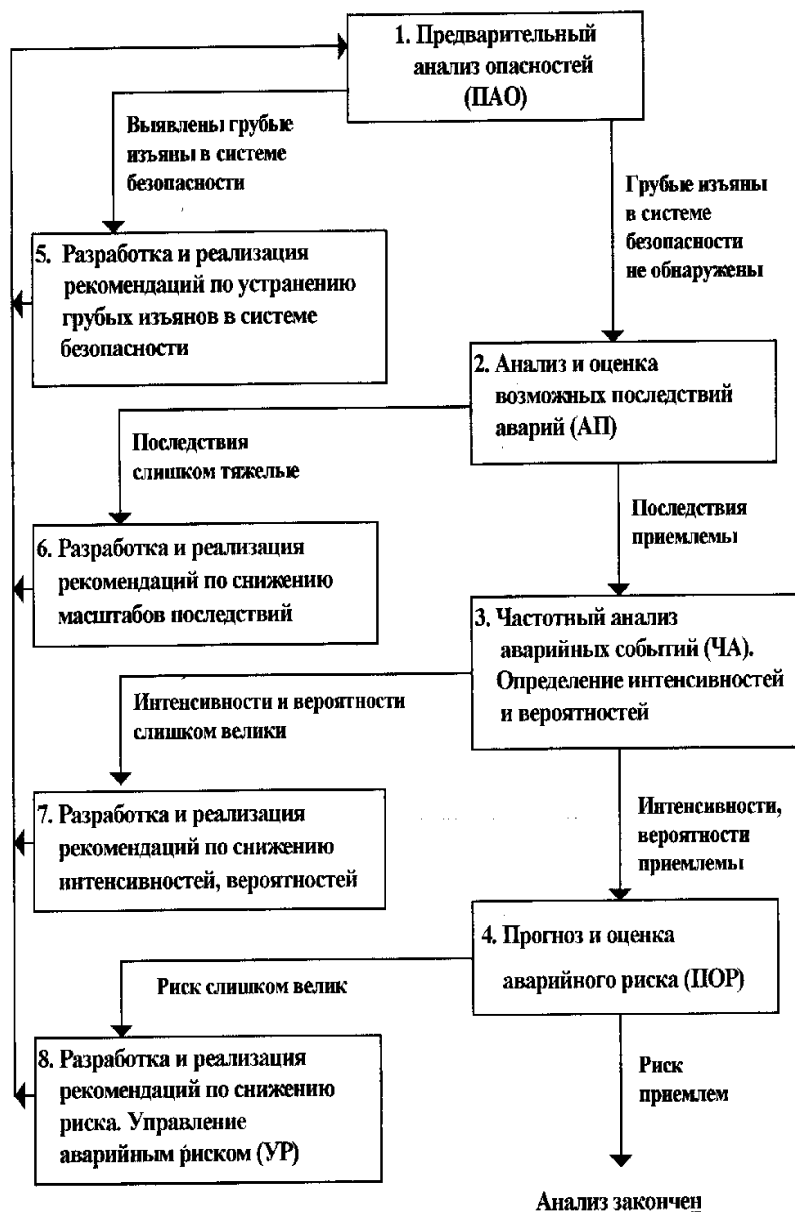 1. Предварительный
анализ опасностей
(ПАО)
Выявлены грубые
изъяны в системе
безопасности
Грубые изъяны
в системе
безопасности
не обнаружены
5. Разработка и реализация
рекомендаций по устранению
грубых изъянов в системе
безопасности
2. Анализ и оценка
возможных последствий
аварий (АП)
Последствия
слишком тяжелые
Последствия
приемлемы
6. Разработка и реализация
рекомендаций по снижению
масштабов последствий
3. Частотный анализ
аварийных событий (ЧА).
Определение интенсивностей
и вероятностей
Интенсивности и вероятности
слишком велики
Интенсивности,
вероятности
приемлемы
7. Разработка и реализация
рекомендаций по снижению
интенсивностей, вероятностей
4. Прогноз и оценка
аварийного риска (ПОР)
Риск слишком велик
Риск
приемлем
8. Разработка и реализация
рекомендаций по снижению
риска. Управление
аварийным риском (УР)
Анализ закончен